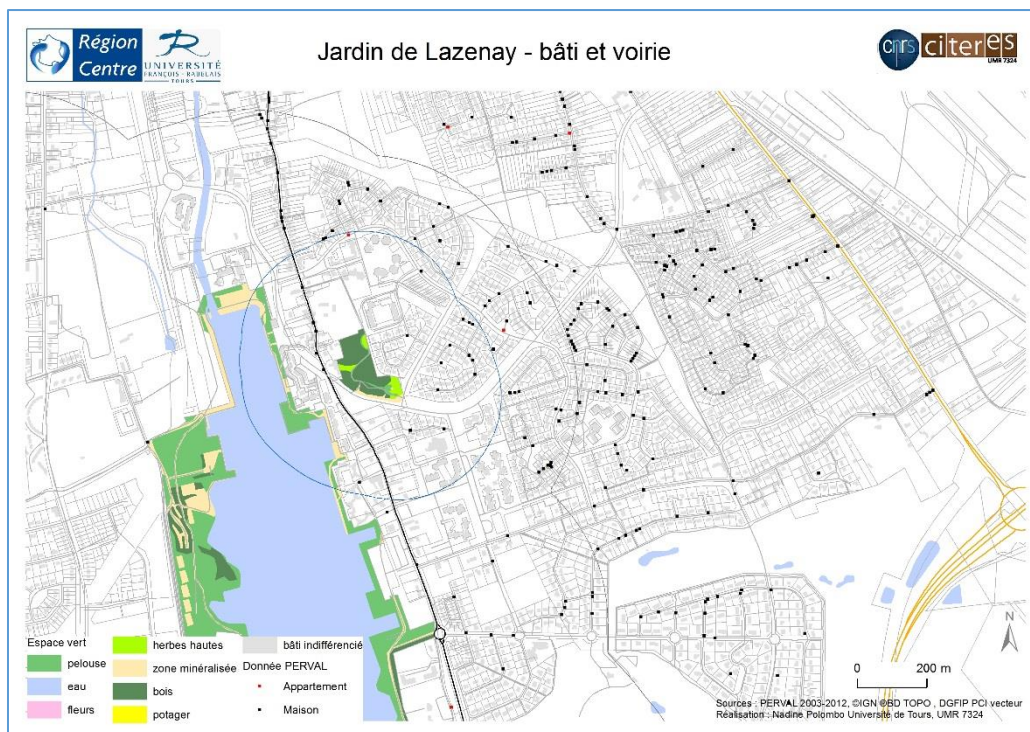 Région
Centre
UNIVERSITÉ
FRANÇOIS - RABELAIS
TOURS
Jardin de Lazenay - bâti et voirie
cnrs citeres
UMR 7324
Espace vert
pelouse
eau
fleurs
herbes hautes
zone minéralisée
bois
potager
bâti indifférencié
Donnée PERVAL
Appartement
Maison
N
0 200 m
Sources : PERVAL 2003-2012, ©IGN ®BD TOPO , DGFIP PCI vecteur
Réalisation : Nadine Polombo Université de Tours, UMR 7324